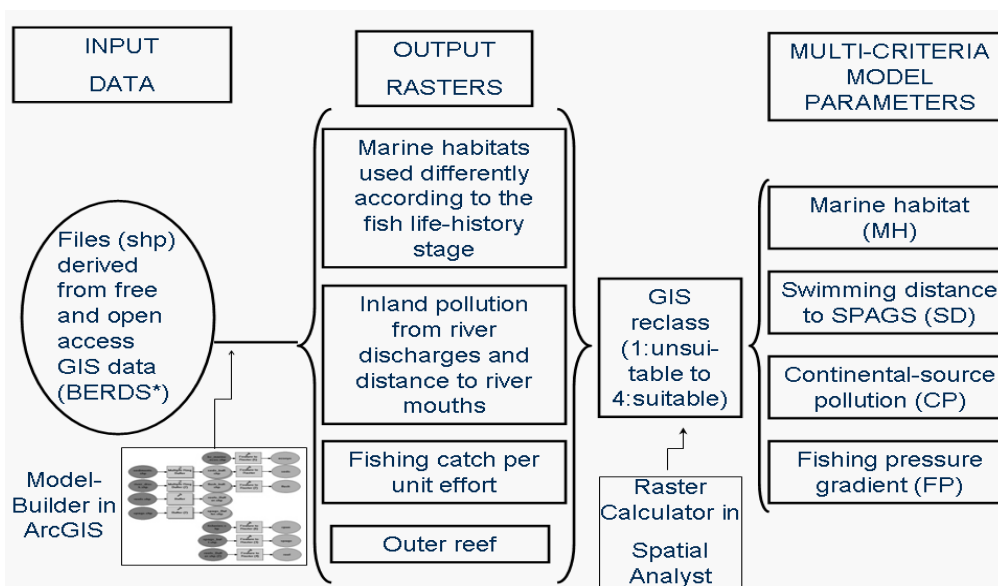 INPUT
DATA
OUTPUT
RASTERS
MULTI-CRITERIA
MODEL
PARAMETERS
Files (shp)
derived
from free
and open
access
GIS data
(BERDS*)
Model-
Builder in
ArcGIS
Marine habitats
used differently
according to the
fish life-history
stage
Inland pollution
from river
discharges and
distance to river
mouths
Fishing catch per
unit effort
Outer reef
GIS
reclass
(1:unsui-
table to
4:suitable)
Raster
Calculator in
Spatial
Analyst
Marine habitat
(MH)
Swimming distance
to SPAGS (SD)
Continental-source
pollution (CP)
Fishing pressure
gradient (FP)